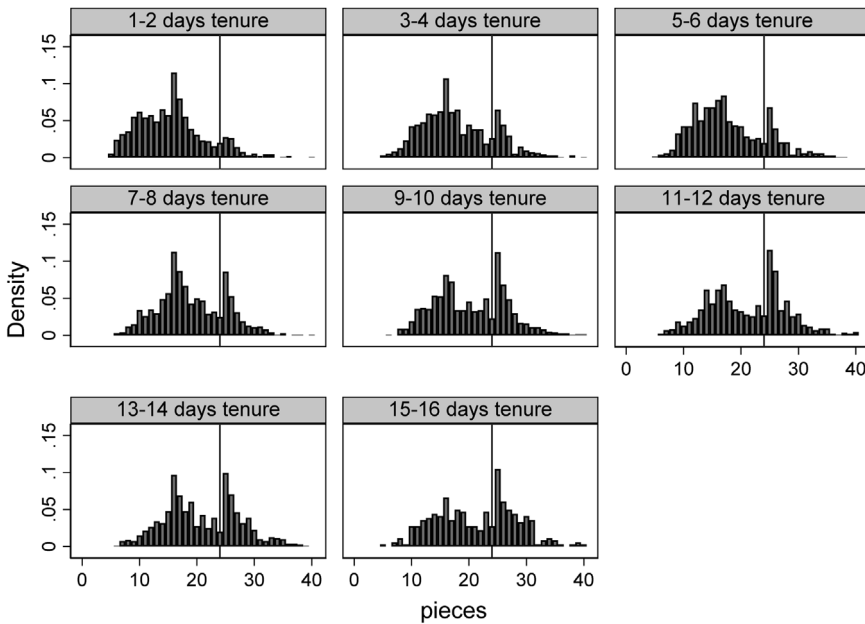 1-2 days tenure 3-4 days tenure 5-6 days tenure
.15
.1
.05
0
7-8 days tenure 9-10 days tenure 11-12 days tenure
.15
.1
.05
0
Density
0 10 20 30 40
13-14 days tenure 15-16 days tenure
.15
.1
.05
0
0 10 20 30 40 0 10 20 30 40
pieces